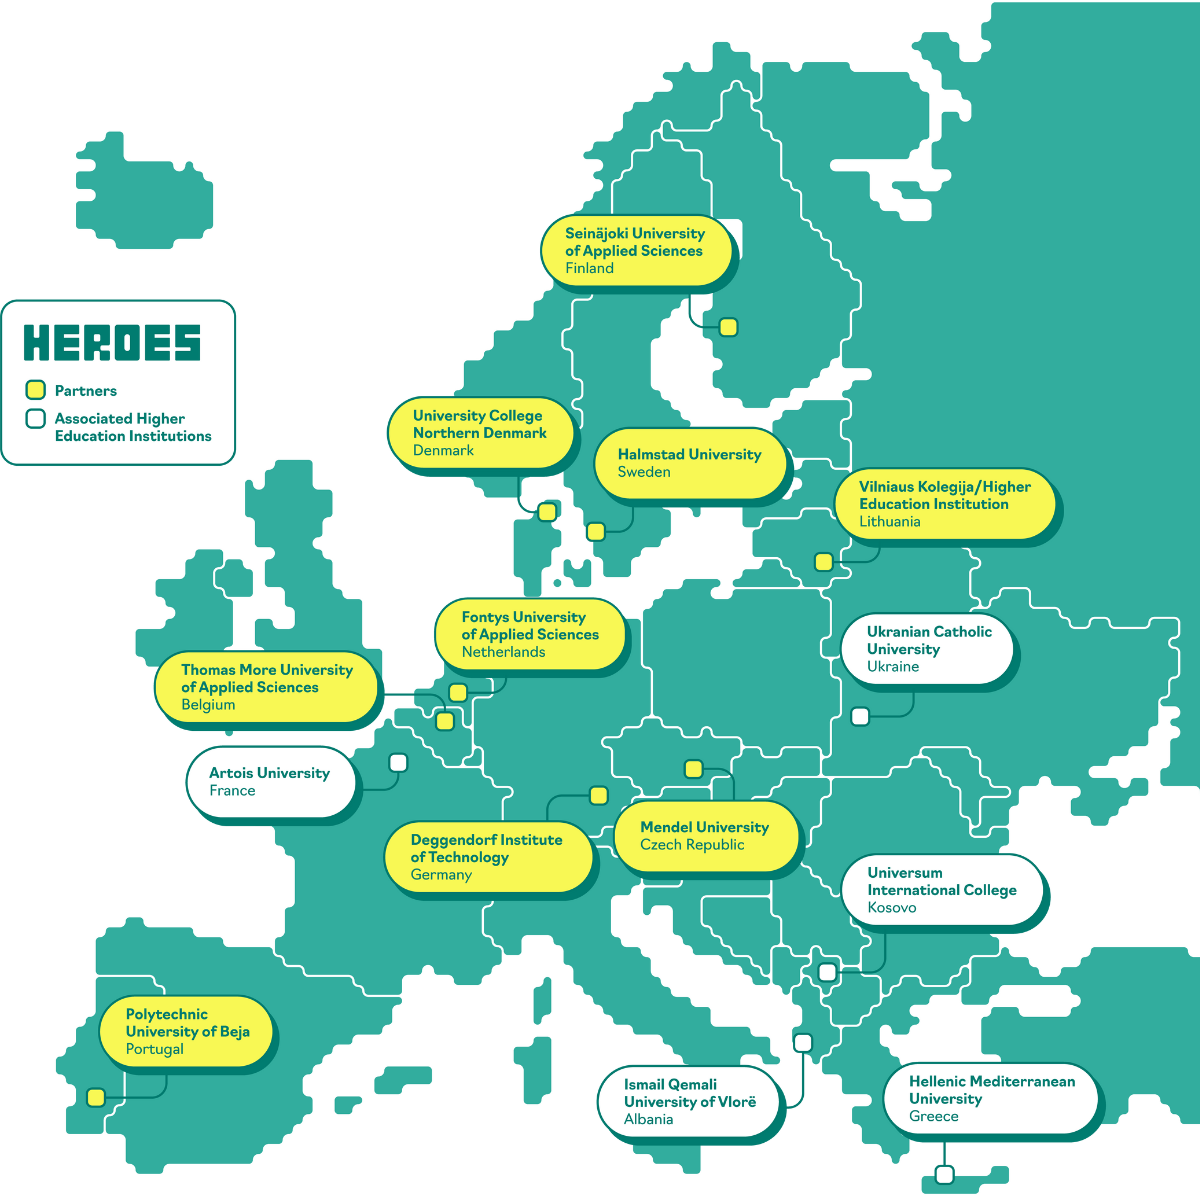 Seinäjoki University
of Applied Sciences
Finland
HEROES
Partners
Associated Higher
Education Institutions
University College
Northern Denmark
Denmark
Halmstad University
Sweden
Vilniaus Kolegija/Higher
Education Institution
Lithuania
Fontys University
of Applied Sciences
Netherlands
Ukranian Catholic
University
Ukraine
Thomas More University
of Applied Sciences
Belgium
Artois University
France
Deggendorf Institute
of Technology
Germany
Mendel University
Czech Republic
Universum
International College
Kosovo
Polytechnic
University of Beja
Portugal
Ismail Qemali
University of Vlorë
Albania
Hellenic Mediterranean
University
Greece